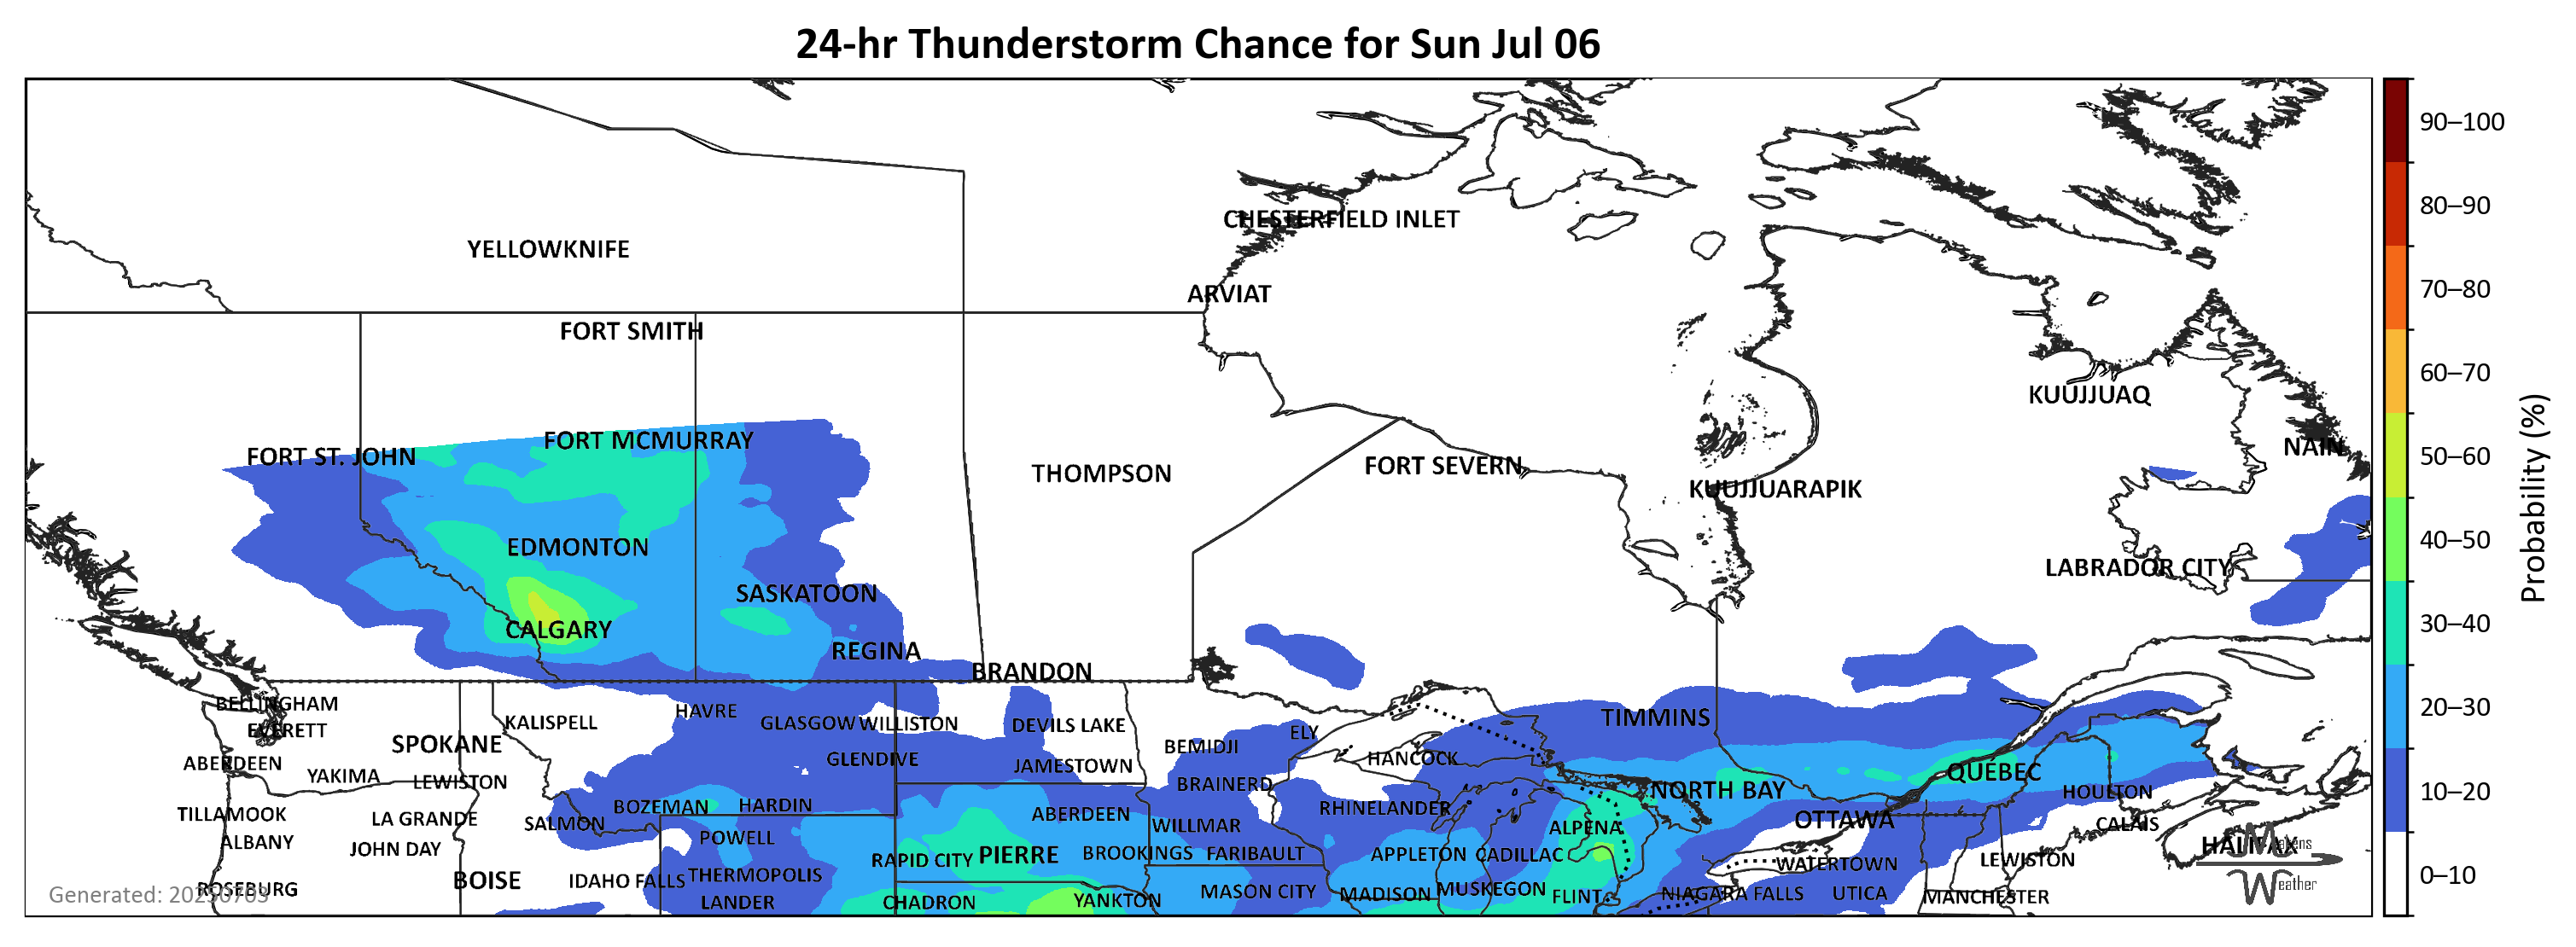 24-hr Thunderstorm Chance for Sun Jul 06
90–100
CHESTERFIELD INLET
80–90
YELLOWKNIFE
70–80
ARVIAT
FORT SMITH
60–70
KUUJJUAQ
Probability (%)
FORT MCMURRAY
NAIN
FORT ST. JOHN
50–60
FORT SEVERN
THOMPSON
KUUJJUARAPIK
40–50
EDMONTON
LABRADOR CITY
SASKATOON
30–40
CALGARY
REGINA
BRANDON
BELLINGHAM
20–30
HAVRE
TIMMINS
KALISPELL
GLASGOW
WILLISTON
DEVILS LAKE
EVERETT
ELY
SPOKANE
BEMIDJI
GLENDIVE
HANCOCK
ABERDEEN
JAMESTOWN
QUÉBEC
YAKIMA
LEWISTON
BRAINERD
NORTH BAY
HOULTON
10–20
BOZEMAN
HARDIN
RHINELANDER
TILLAMOOK
LA GRANDE
ABERDEEN
OTTAWA
SALMON
WILLMAR
ALPENA
CALAIS
POWELL
ALBANY
HALIFAX
Matens
JOHN DAY
RAPID CITY
PIERRE
BROOKINGS
FARIBAULT
APPLETON
CADILLAC
WATERTOWN
LEWISTON
THERMOPOLIS
0–10
BOISE
IDAHO FALLS
Weather
ROSEBURG
Generated: 20250703
MASON CITY
MADISON
MUSKEGON
FLINT
NIAGARA FALLS
UTICA
MANCHESTER
LANDER
CHADRON
YANKTON